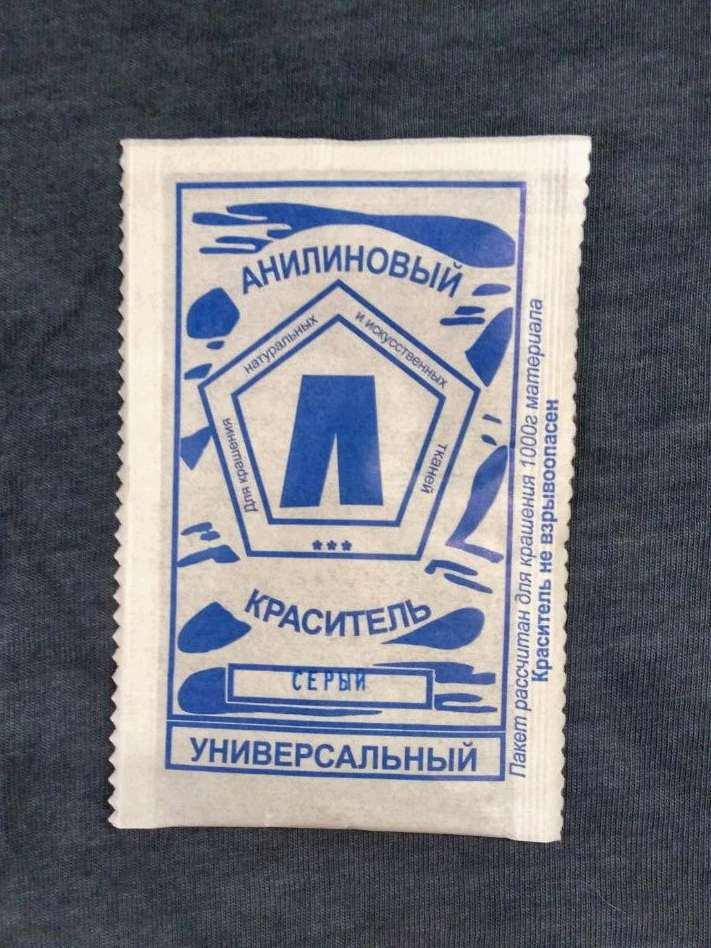 АНИЛИНОВЫЙ
Для крашения натуральных и искусственных тканей
Л
***
КРАСИТЕЛЬ
СЕРЫЙ
УНИВЕРСАЛЬНЫЙ
Пакет рассчитан для крашения 1000г материала
Краситель не взрывоопасен